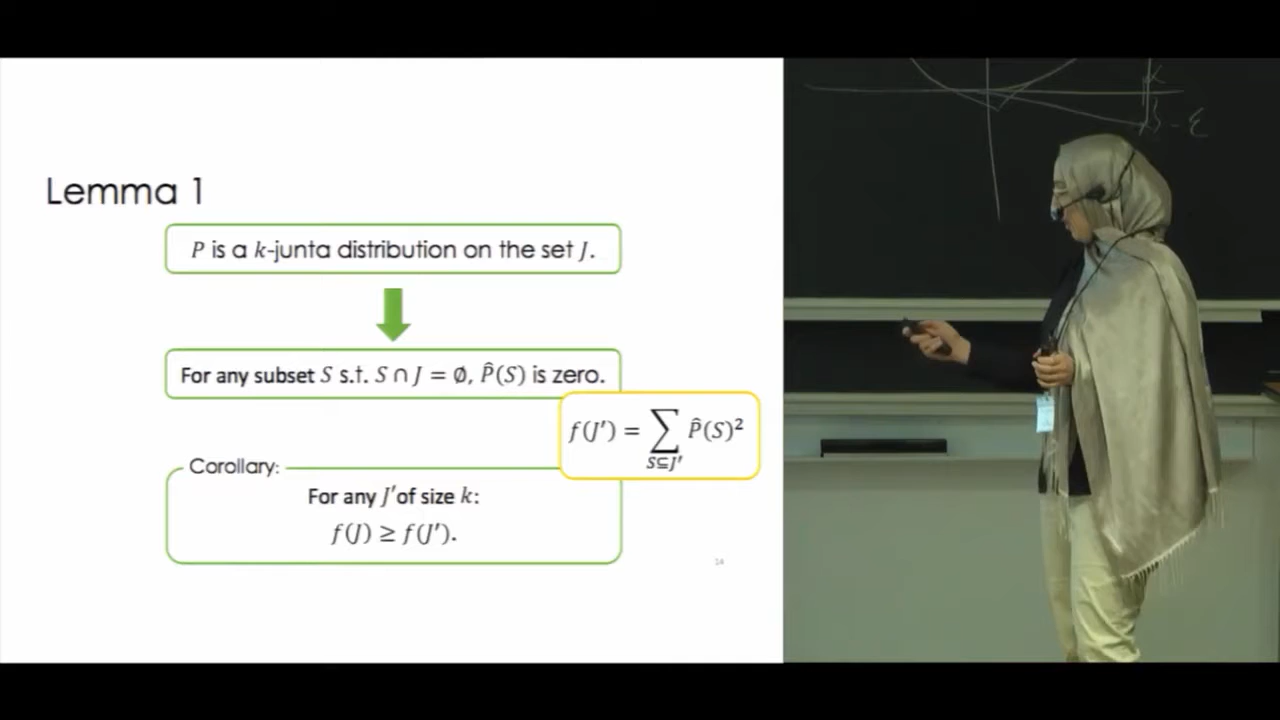 Lemma 1
P is a k-junta distribution on the set J.
For any subset S s.t. S ∩ J = ∅, P̂(S) is zero.
f(J′) = ∑ P̂(S)²
S⊆J′
Corollary:
For any J′of size k:
f(J) ≥ f(J′).
14